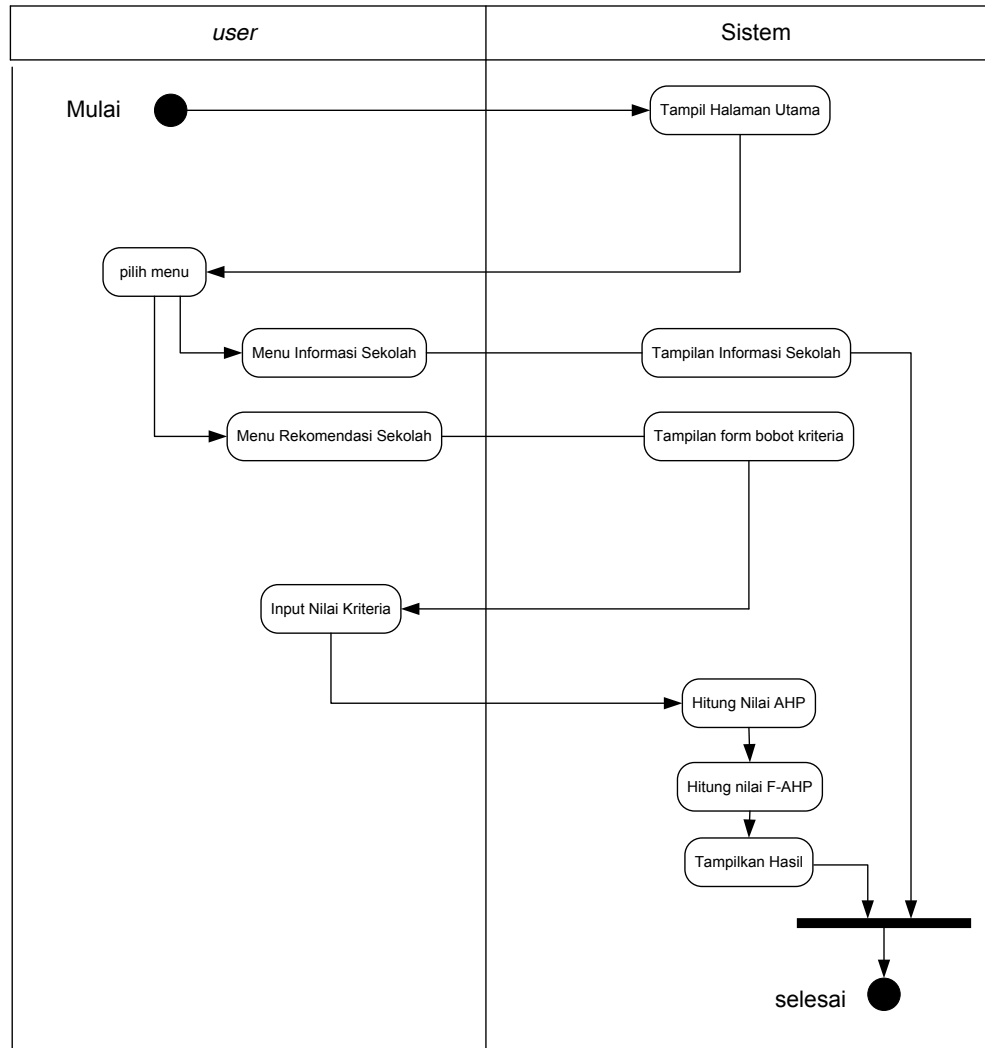 user
Sistem
Mulai
Tampil Halaman Utama
pilih menu
Menu Informasi Sekolah
Tampilan Informasi Sekolah
Menu Rekomendasi Sekolah
Tampilan form bobot kriteria
Input Nilai Kriteria
Hitung Nilai AHP
Hitung nilai F-AHP
Tampilkan Hasil
selesai